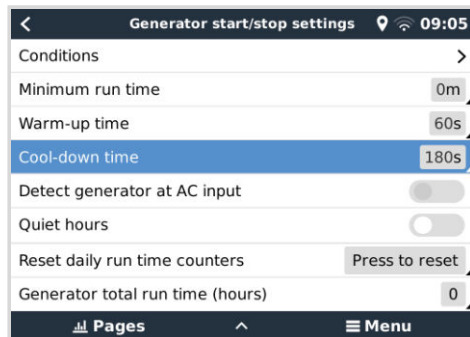 Generator start/stop settings 09:05
Conditions
Minimum run time 0m
Warm-up time 60s
Cool-down time 180s
Detect generator at AC input
Quiet hours
Reset daily run time counters Press to reset
Generator total run time (hours) 0
Pages Menu